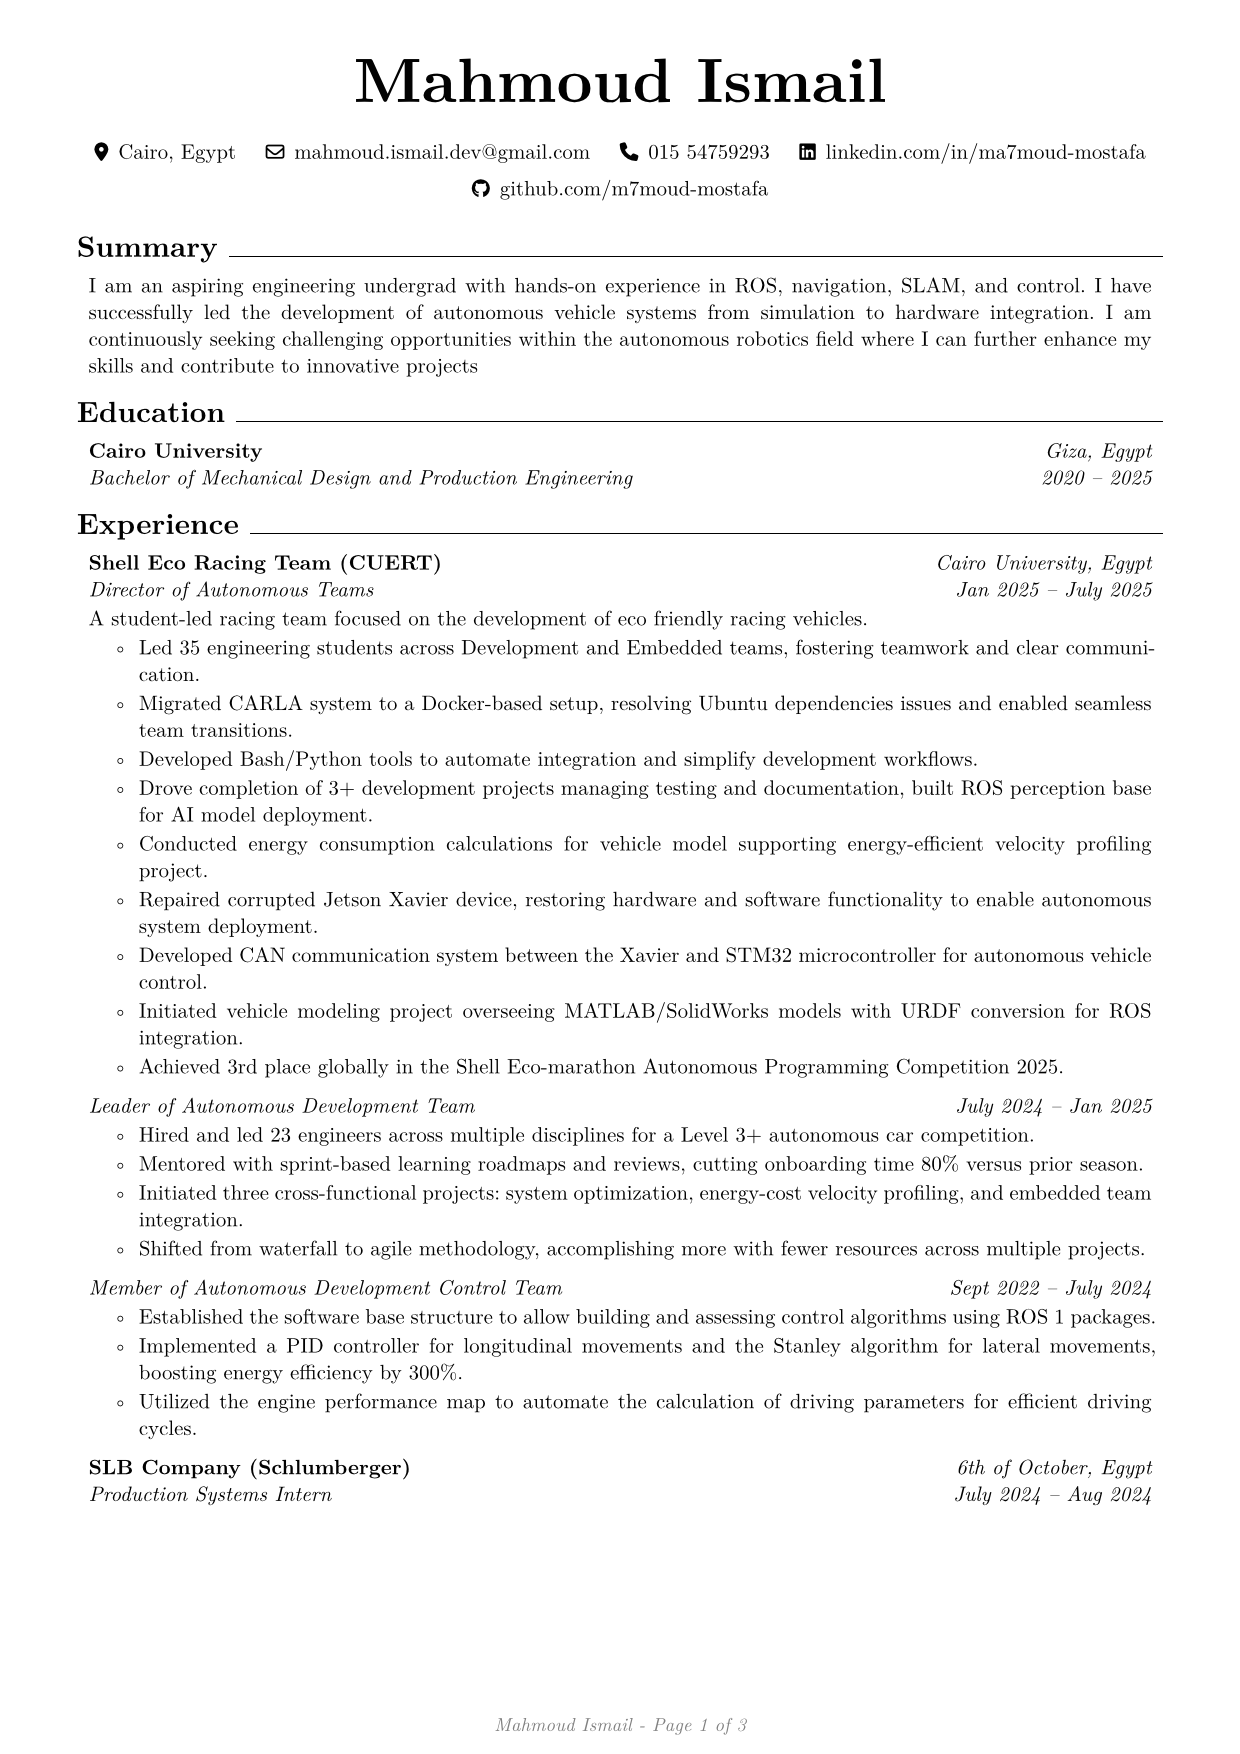 Mahmoud Ismail
Cairo, Egypt mahmoud.ismail.dev@gmail.com 015 54759293 linkedin.com/in/ma7moud-mostafa
github.com/m7moud-mostafa
Summary
I am an aspiring engineering undergrad with hands-on experience in ROS, navigation, SLAM, and control. I have
successfully led the development of autonomous vehicle systems from simulation to hardware integration. I am
continuously seeking challenging opportunities within the autonomous robotics field where I can further enhance my
skills and contribute to innovative projects
Education
Cairo University Giza, Egypt
Bachelor of Mechanical Design and Production Engineering 2020 – 2025
Experience
Shell Eco Racing Team (CUERT) Cairo University, Egypt
Director of Autonomous Teams Jan 2025 – July 2025
A student-led racing team focused on the development of eco friendly racing vehicles.
◦ Led 35 engineering students across Development and Embedded teams, fostering teamwork and clear communi-
cation.
◦ Migrated CARLA system to a Docker-based setup, resolving Ubuntu dependencies issues and enabled seamless
team transitions.
◦ Developed Bash/Python tools to automate integration and simplify development workflows.
◦ Drove completion of 3+ development projects managing testing and documentation, built ROS perception base
for AI model deployment.
◦ Conducted energy consumption calculations for vehicle model supporting energy-efficient velocity profiling
project.
◦ Repaired corrupted Jetson Xavier device, restoring hardware and software functionality to enable autonomous
system deployment.
◦ Developed CAN communication system between the Xavier and STM32 microcontroller for autonomous vehicle
control.
◦ Initiated vehicle modeling project overseeing MATLAB/SolidWorks models with URDF conversion for ROS
integration.
◦ Achieved 3rd place globally in the Shell Eco-marathon Autonomous Programming Competition 2025.
Leader of Autonomous Development Team July 2024 – Jan 2025
◦ Hired and led 23 engineers across multiple disciplines for a Level 3+ autonomous car competition.
◦ Mentored with sprint-based learning roadmaps and reviews, cutting onboarding time 80% versus prior season.
◦ Initiated three cross-functional projects: system optimization, energy-cost velocity profiling, and embedded team
integration.
◦ Shifted from waterfall to agile methodology, accomplishing more with fewer resources across multiple projects.
Member of Autonomous Development Control Team Sept 2022 – July 2024
◦ Established the software base structure to allow building and assessing control algorithms using ROS 1 packages.
◦ Implemented a PID controller for longitudinal movements and the Stanley algorithm for lateral movements,
boosting energy efficiency by 300%.
◦ Utilized the engine performance map to automate the calculation of driving parameters for efficient driving
cycles.
SLB Company (Schlumberger) 6th of October, Egypt
Production Systems Intern July 2024 – Aug 2024
Mahmoud Ismail - Page 1 of 3